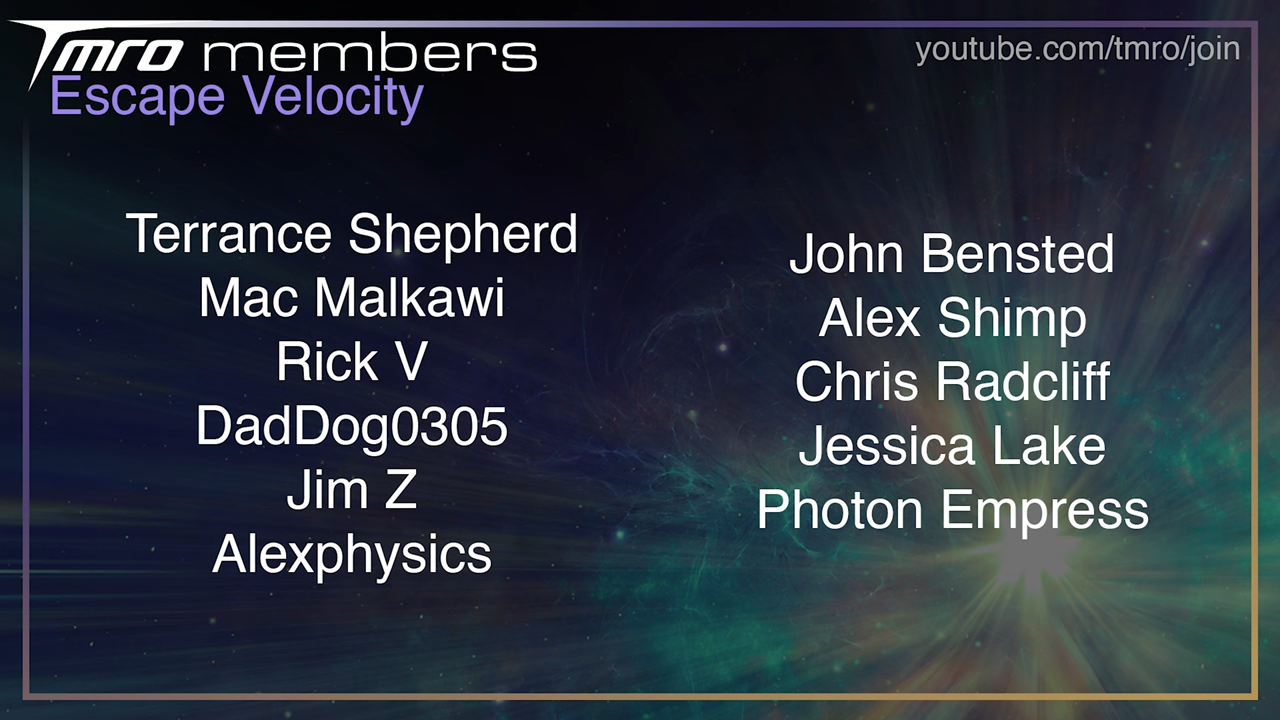 Tmro members
youtube.com/tmro/join
Escape Velocity
Terrance Shepherd
Mac Malkawi
Rick V
DadDog0305
Jim Z
Alexphysics
John Bensted
Alex Shimp
Chris Radcliff
Jessica Lake
Photon Empress